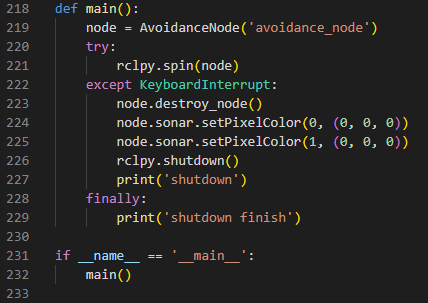 218 def main():
219     node = AvoidanceNode('avoidance_node')
220     try:
221         rclpy.spin(node)
222     except KeyboardInterrupt:
223         node.destroy_node()
224         node.sonar.setPixelColor(0, (0, 0, 0))
225         node.sonar.setPixelColor(1, (0, 0, 0))
226         rclpy.shutdown()
227         print('shutdown')
228     finally:
229         print('shutdown finish')
230
231 if __name__ == '__main__':
232     main()
233